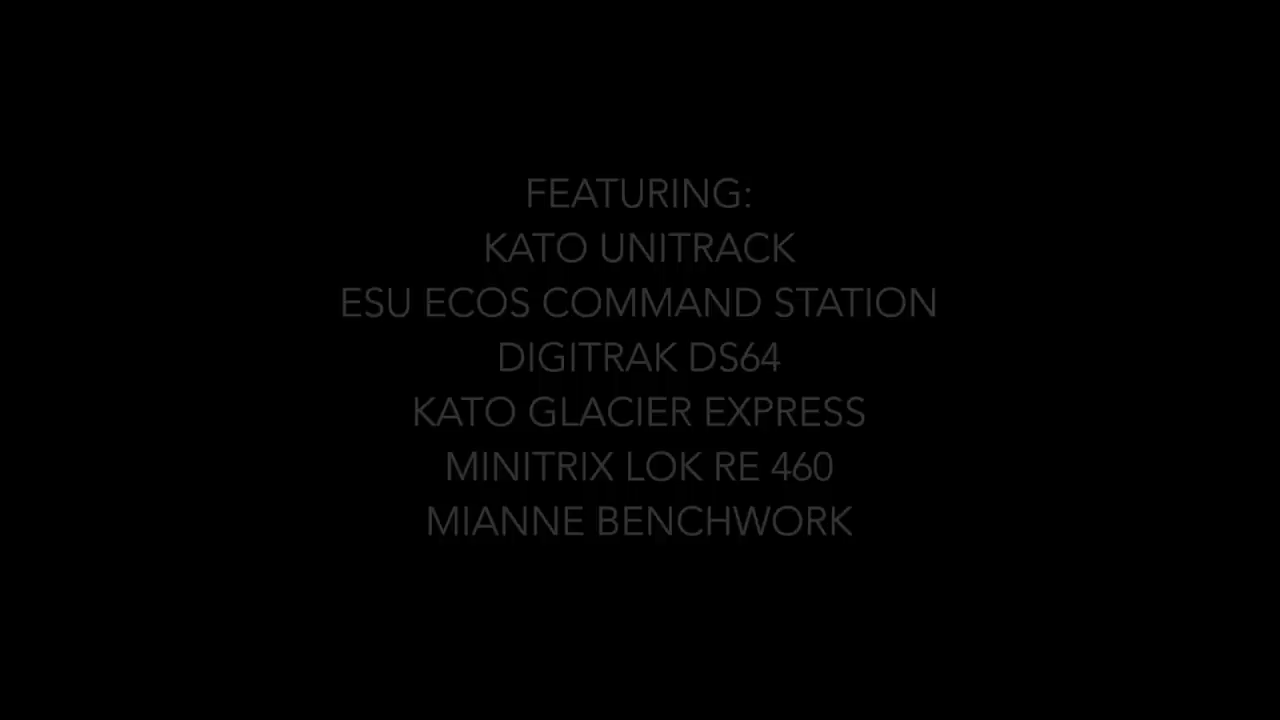 FEATURING:
KATO UNITRACK
ESU ECOS COMMAND STATION
DIGITRAK DS64
KATO GLACIER EXPRESS
MINITRIX LOK RE 460
MIANNE BENCHWORK